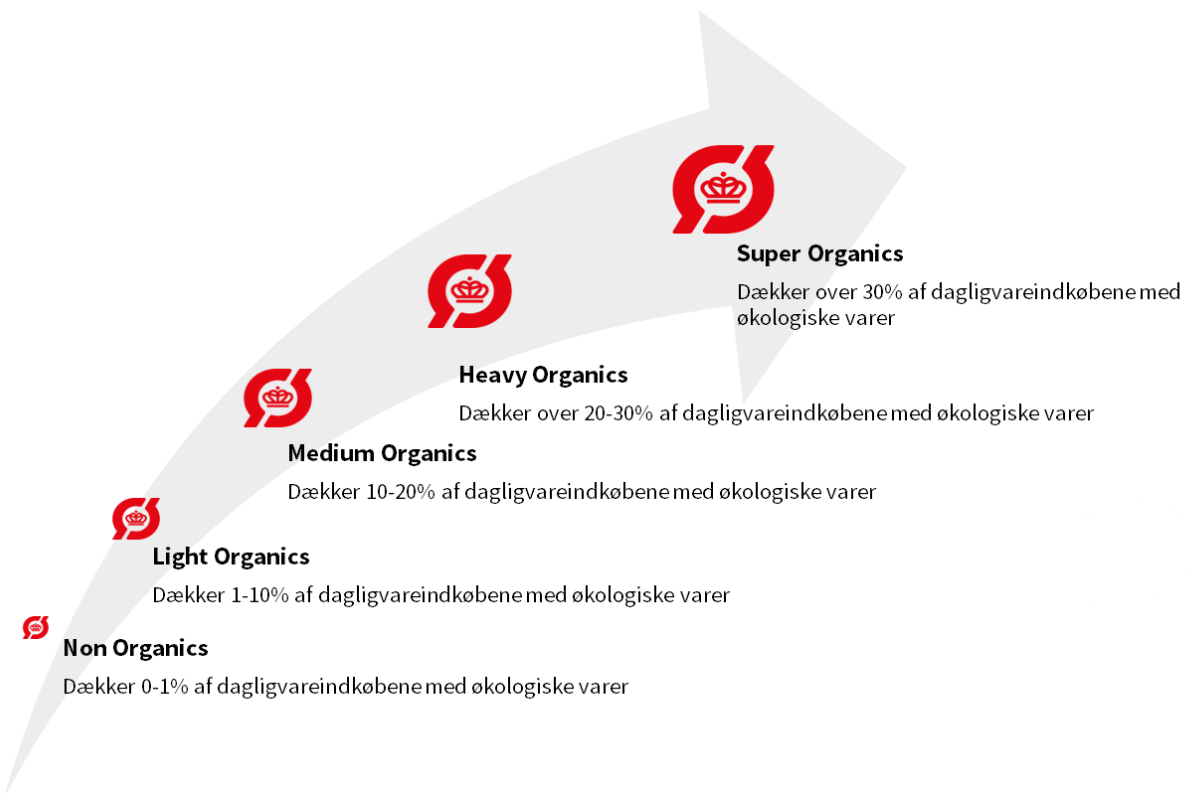 Super Organics
Dækker over 30% af dagligvareindkøbene med
økologiske varer
Heavy Organics
Dækker over 20-30% af dagligvareindkøbene med økologiske varer
Medium Organics
Dækker 10-20% af dagligvareindkøbene med økologiske varer
Light Organics
Dækker 1-10% af dagligvareindkøbene med økologiske varer
Non Organics
Dækker 0-1% af dagligvareindkøbene med økologiske varer